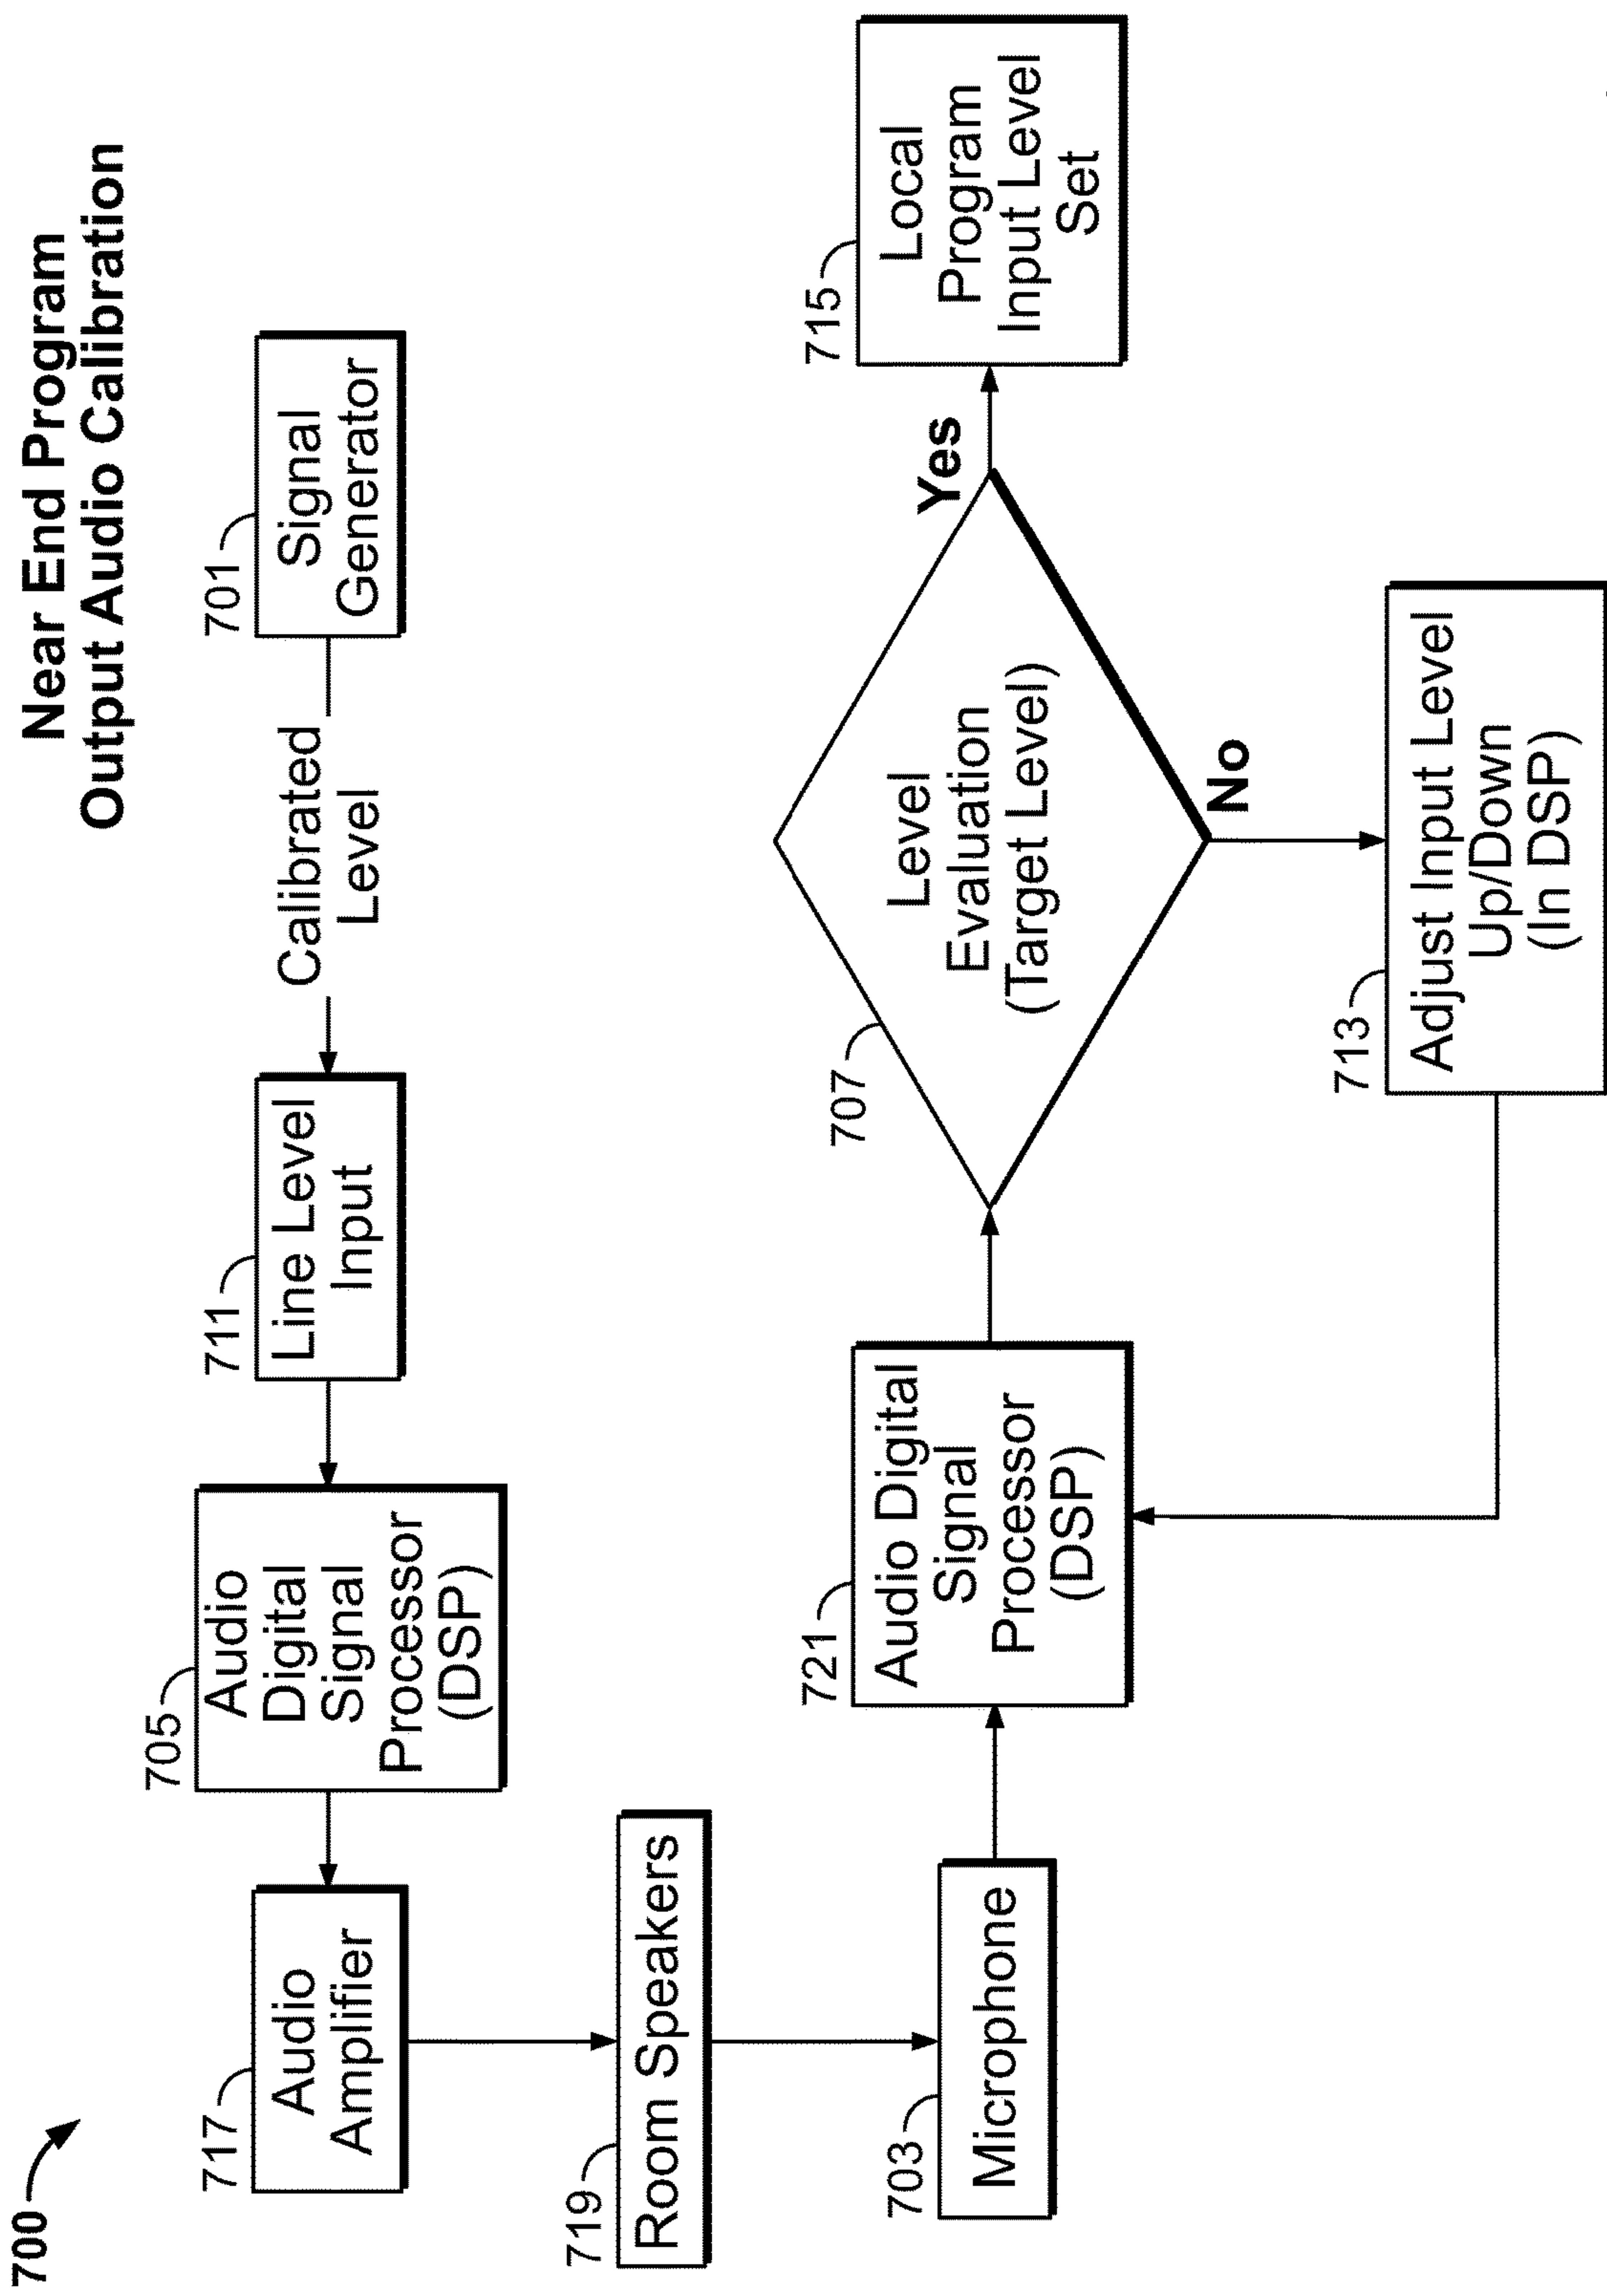 700
Near End Program
Output Audio Calibration
717
Audio
Amplifier
705
Audio
Digital
Signal
Processor
(DSP)
711
Line Level
Input
Calibrated
Level
701
Signal
Generator
719
Room Speakers
703
Microphone
721
Audio Digital
Signal
Processor
(DSP)
707
Level
Evaluation
(Target Level)
Yes
715
Local
Program
Input Level
Set
No
713
Adjust Input Level
Up/Down
(In DSP)